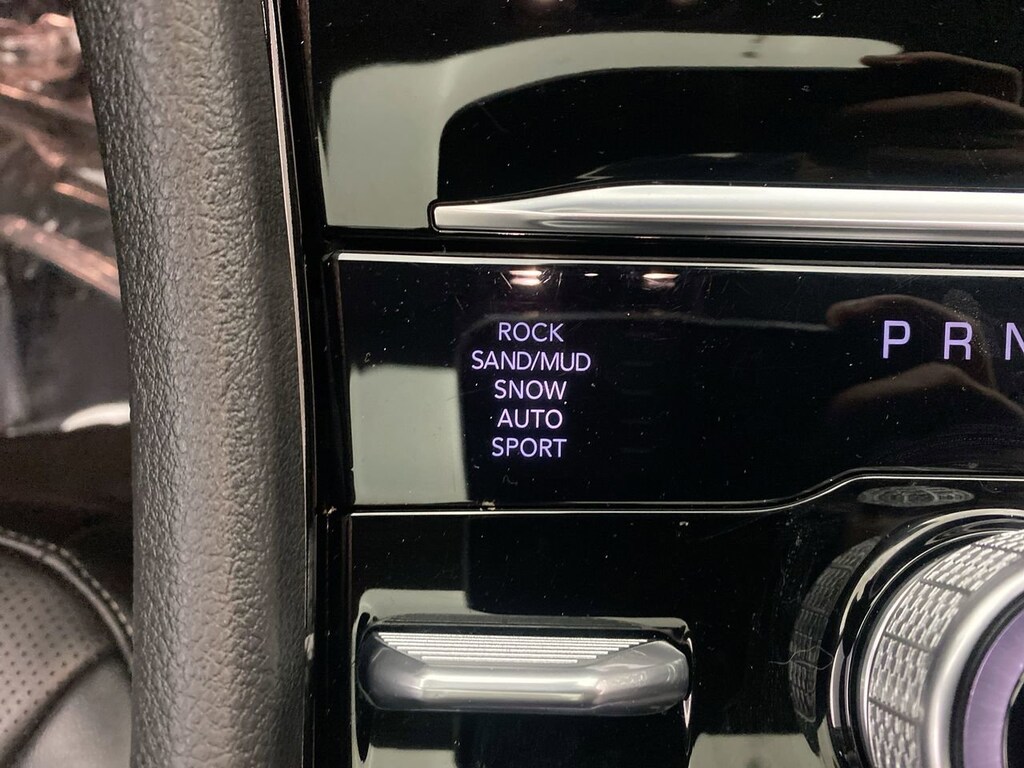 ROCK
SAND/MUD
SNOW
AUTO
SPORT
P R N